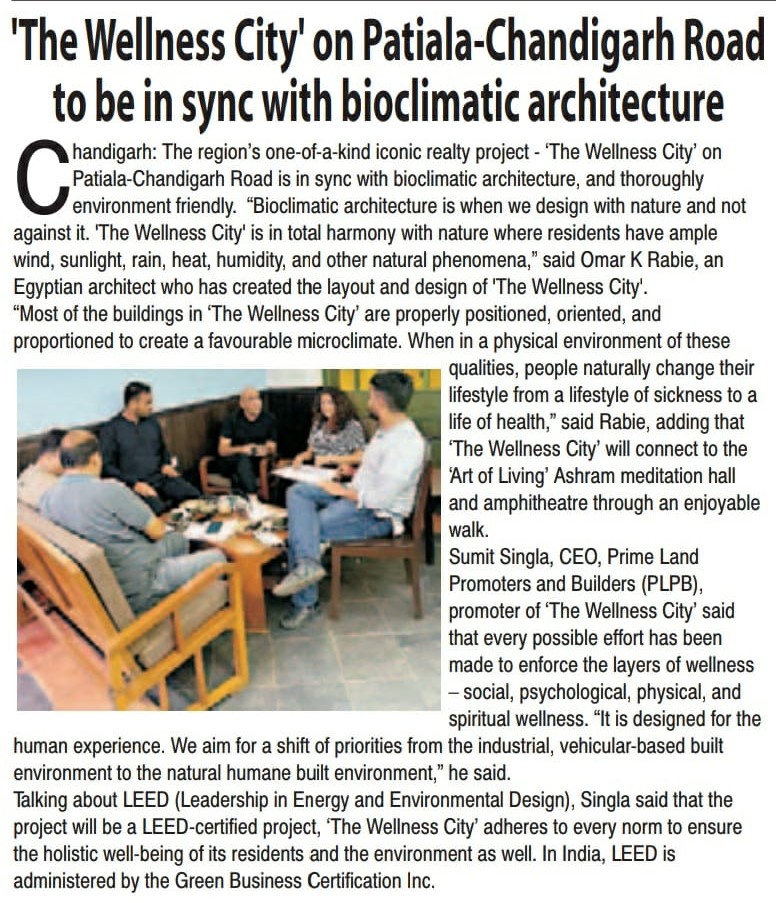 'The Wellness City' on Patiala-Chandigarh Road
to be in sync with bioclimatic architecture
Chandigarh: The region's one-of-a-kind iconic realty project - 'The Wellness City' on
Patiala-Chandigarh Road is in sync with bioclimatic architecture, and thoroughly
environment friendly. "Bioclimatic architecture is when we design with nature and not
against it. 'The Wellness City' is in total harmony with nature where residents have ample
wind, sunlight, rain, heat, humidity, and other natural phenomena," said Omar K Rabie, an
Egyptian architect who has created the layout and design of 'The Wellness City'.
"Most of the buildings in 'The Wellness City' are properly positioned, oriented, and
proportioned to create a favourable microclimate. When in a physical environment of these
qualities, people naturally change their
lifestyle from a lifestyle of sickness to a
life of health," said Rabie, adding that
'The Wellness City' will connect to the
'Art of Living' Ashram meditation hall
and amphitheatre through an enjoyable
walk.
Sumit Singla, CEO, Prime Land
Promoters and Builders (PLPB),
promoter of 'The Wellness City' said
that every possible effort has been
made to enforce the layers of wellness
– social, psychological, physical, and
spiritual wellness. "It is designed for the
human experience. We aim for a shift of priorities from the industrial, vehicular-based built
environment to the natural humane built environment," he said.
Talking about LEED (Leadership in Energy and Environmental Design), Singla said that the
project will be a LEED-certified project, 'The Wellness City' adheres to every norm to ensure
the holistic well-being of its residents and the environment as well. In India, LEED is
administered by the Green Business Certification Inc.